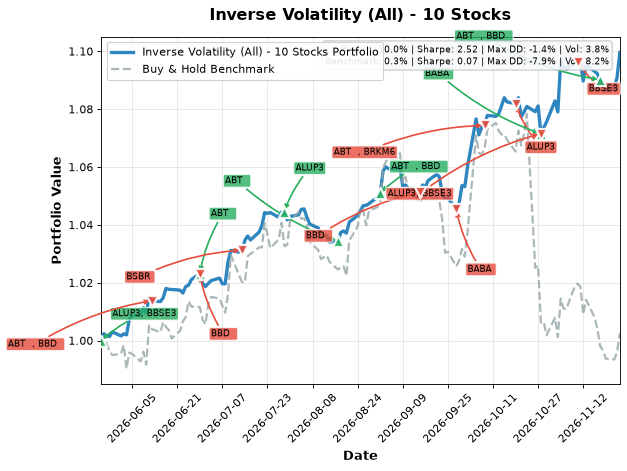 Inverse Volatility (All) - 10 Stocks
ABT , BBD
Inverse Volatility (All) - 10 Stocks Portfolio
Buy & Hold Benchmark
0.0% | Sharpe: 2.52 | Max DD: -1.4% | Vol: 3.8%
0.3% | Sharpe: 0.07 | Max DD: -7.9% | Vol: 8.2%
BABA
BBSE3
ABT , BRKM6
ALUP3
ABT , BBD
ALUP3
ABT
ALUP3, BBSE3
ABT
BBD
BSBR
BABA
ALUP3, BBSE3
ABT , BBD
BBD
1.10
1.08
1.06
1.04
1.02
1.00
Portfolio Value
2026-06-05
2026-06-21
2026-07-07
2026-07-23
2026-08-08
2026-08-24
2026-09-09
2026-09-25
2026-10-11
2026-10-27
2026-11-12
Date